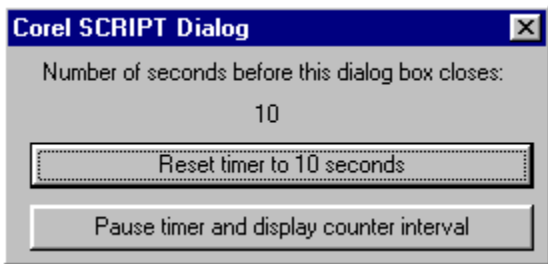 Corel SCRIPT Dialog
Number of seconds before this dialog box closes:
10
Reset timer to 10 seconds
Pause timer and display counter interval